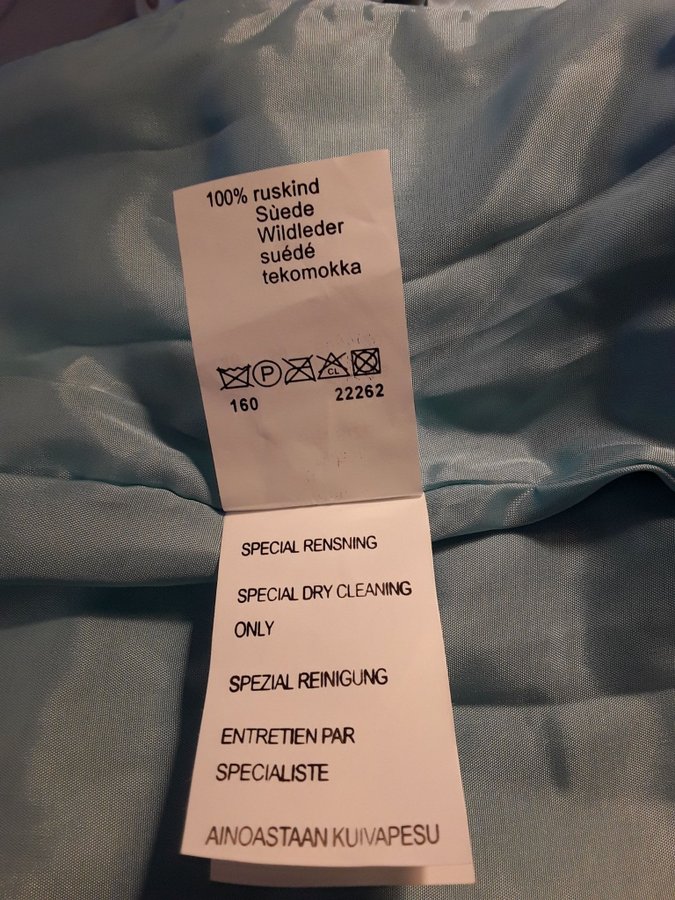 100% ruskind
Sùede
Wildleder
suédé
tekomokka
P
CL
160 22262
SPECIAL RENSNING
SPECIAL DRY CLEANING
ONLY
SPEZIAL REINIGUNG
ENTRETIEN PAR
SPECIALISTE
AINOASTAAN KUIVAPESU